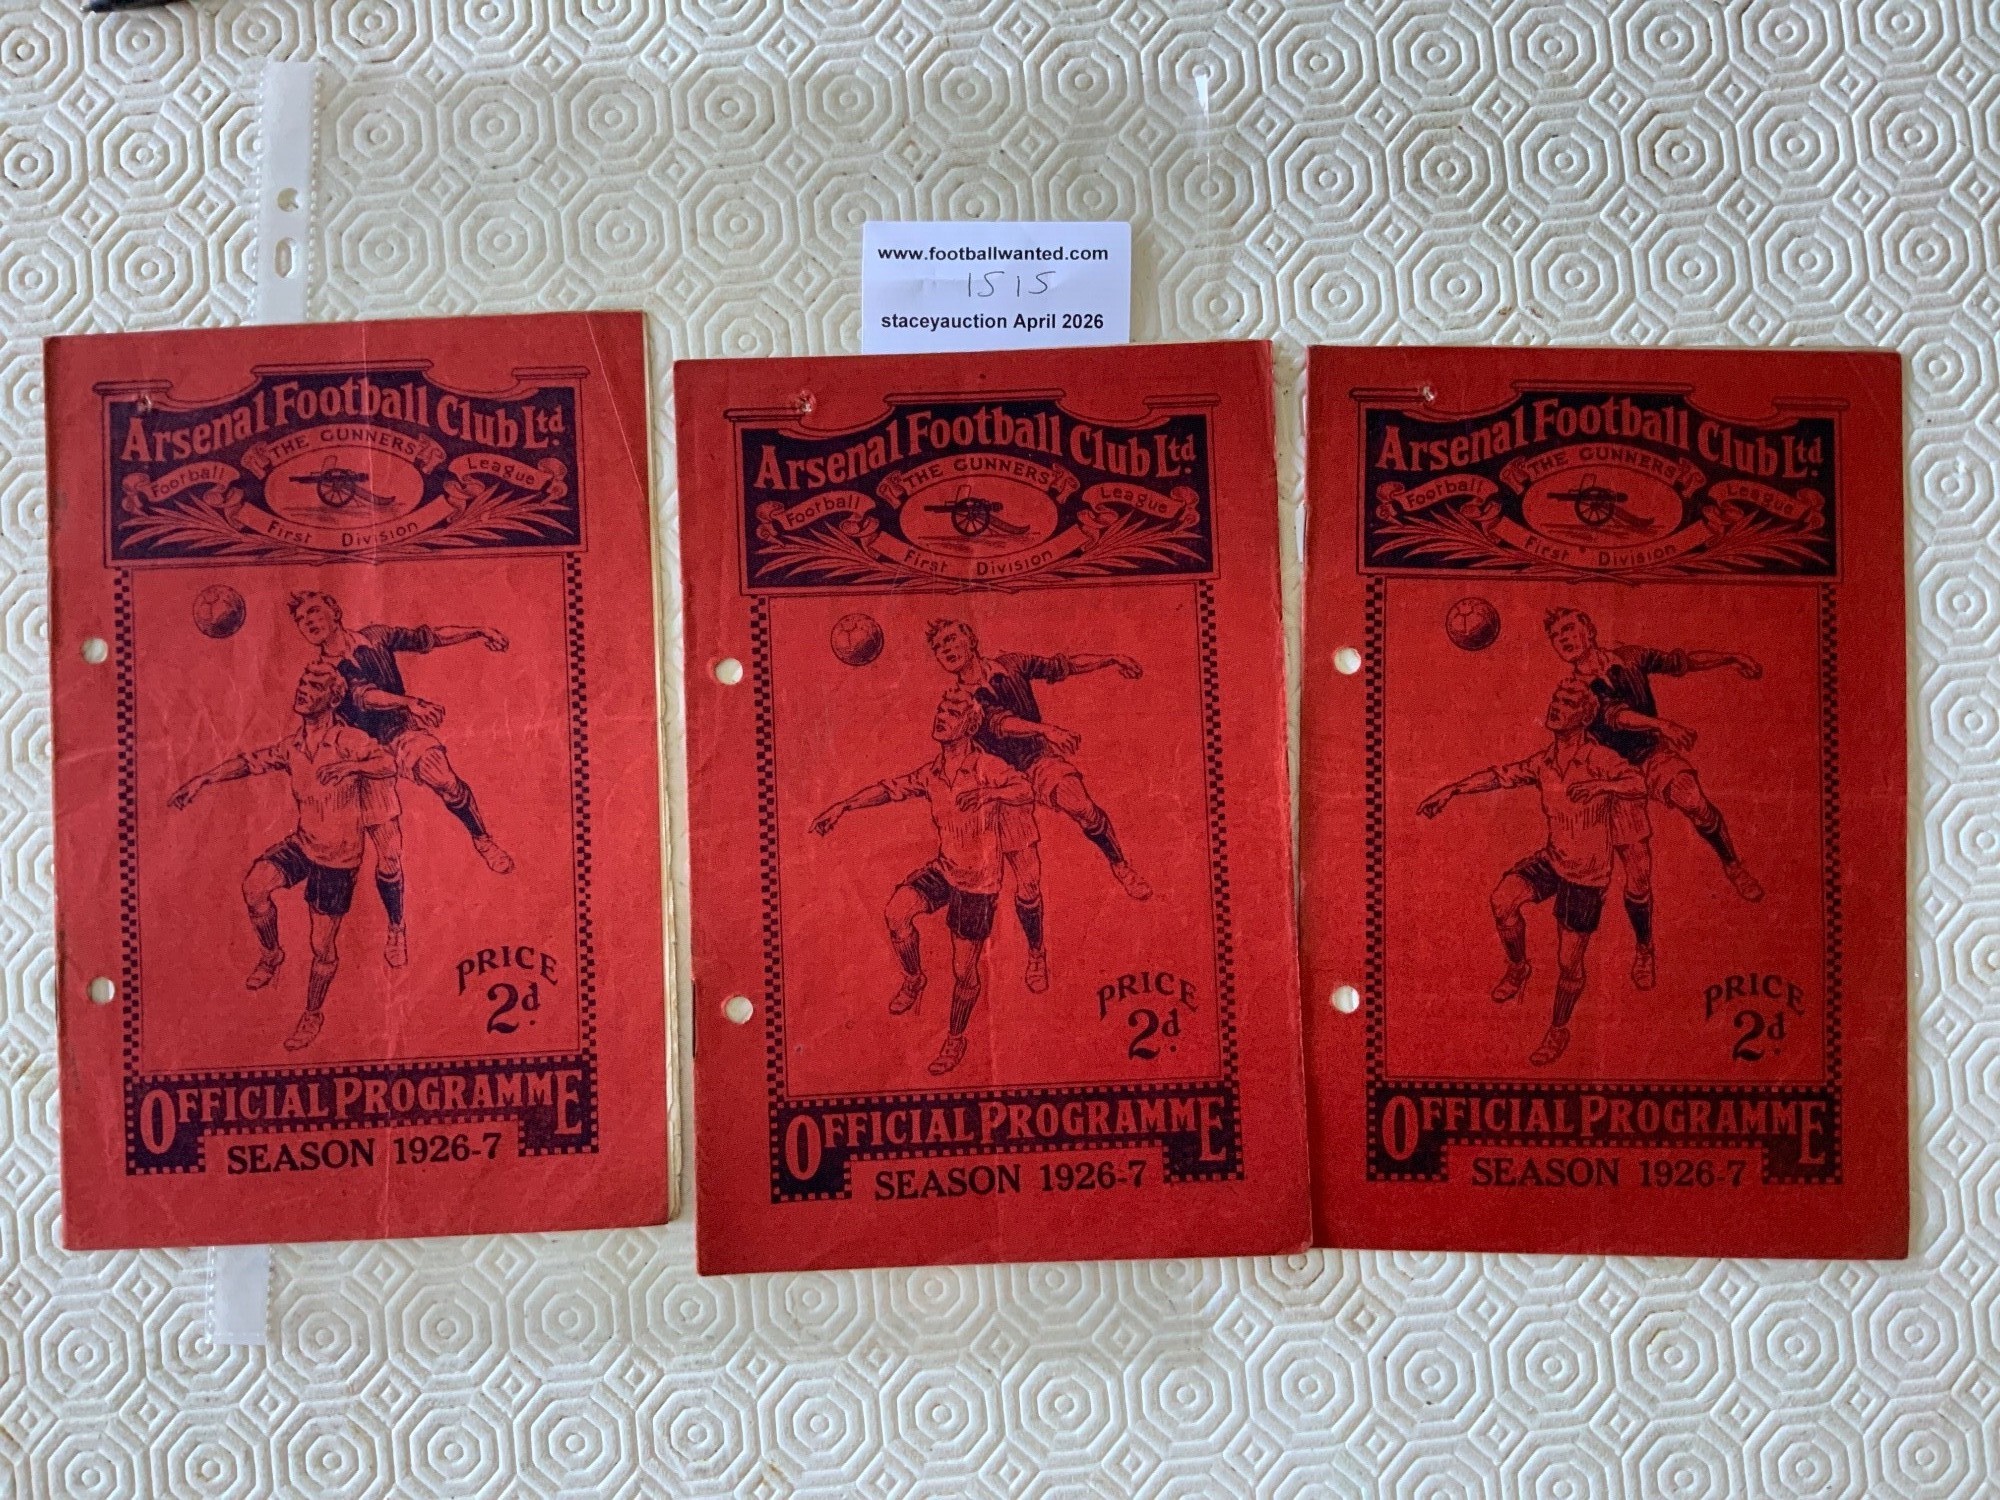 www.footballwanted.com
1515
staceyauction April 2026
Arsenal Football Club Ltd.
THE GUNNERS
Football League
First Division
PRICE
2d.
OFFICIAL PROGRAMME
SEASON 1926-7
Arsenal Football Club Ltd.
THE GUNNERS
Football League
First Division
PRICE
2d.
OFFICIAL PROGRAMME
SEASON 1926-7
Arsenal Football Club Ltd.
THE GUNNERS
Football League
First Division
PRICE
2d.
OFFICIAL PROGRAMME
SEASON 1926-7